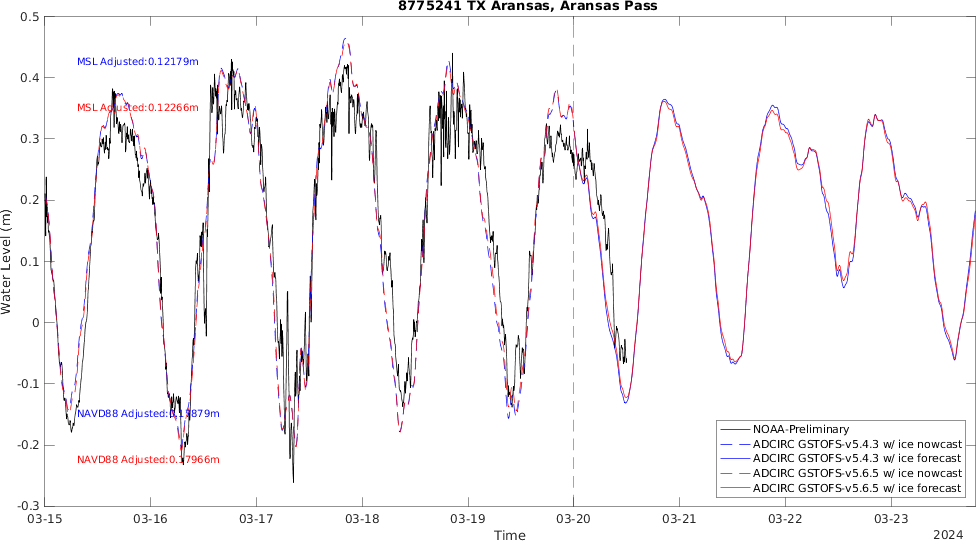 8775241 TX Aransas, Aransas Pass
0.5
0.4
0.3
0.2
0.1
0
-0.1
-0.2
-0.3
Water Level (m)
MSL Adjusted:0.12179m
MSL Adjusted:0.12266m
NAVD88 Adjusted:0.17879m
NAVD88 Adjusted:0.17966m
NOAA-Preliminary
ADCIRC GSTOFS-v5.4.3 w/ ice nowcast
ADCIRC GSTOFS-v5.4.3 w/ ice forecast
ADCIRC GSTOFS-v5.6.5 w/ ice nowcast
ADCIRC GSTOFS-v5.6.5 w/ ice forecast
03-15 03-16 03-17 03-18 03-19 03-20 03-21 03-22 03-23
Time
2024